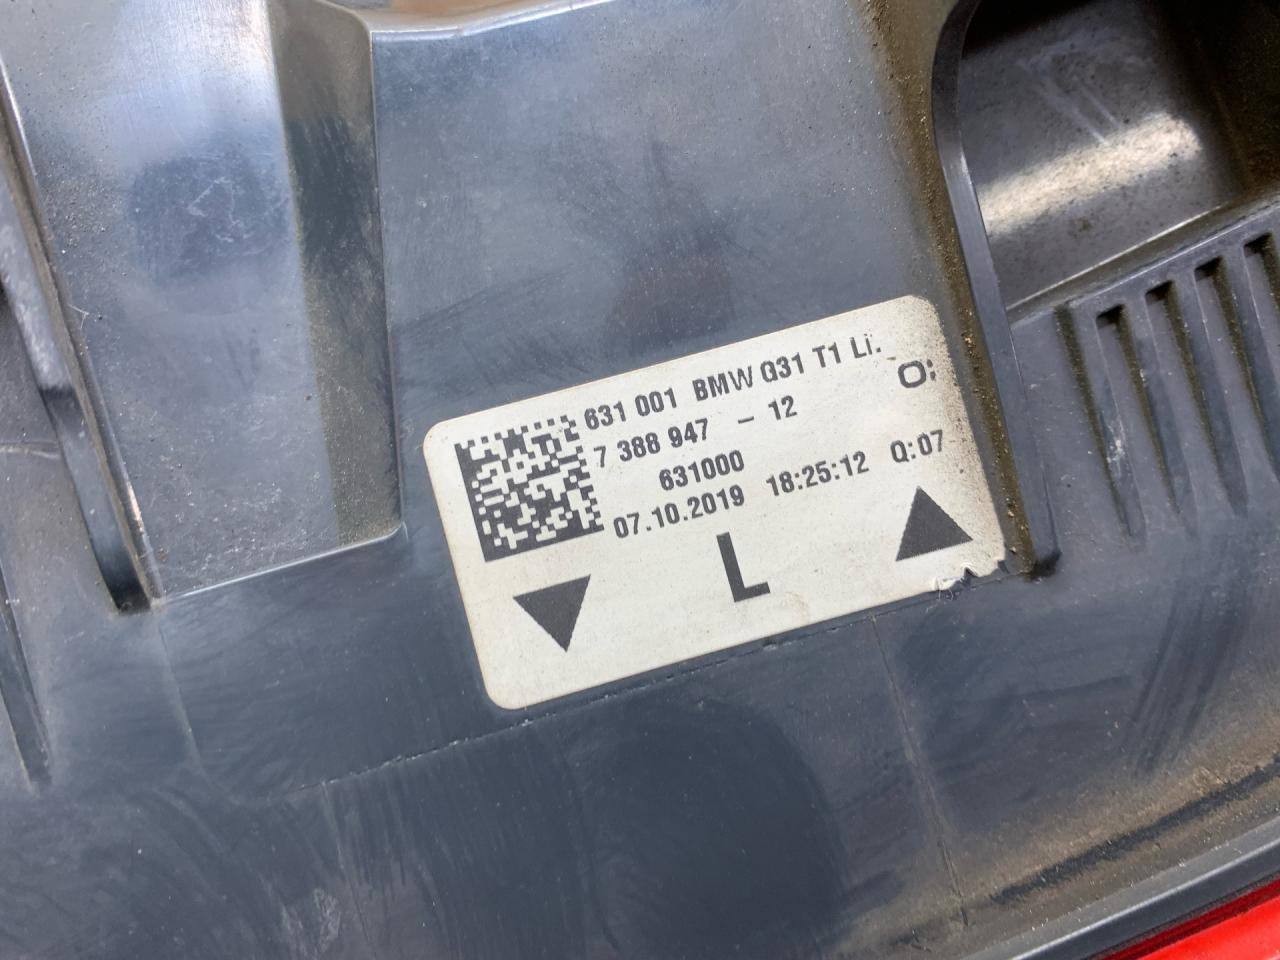 631 001 BMW G31 T1 Li.
7 388 947 - 12 O:
631000
07.10.2019 18:25:12 Q:07
L